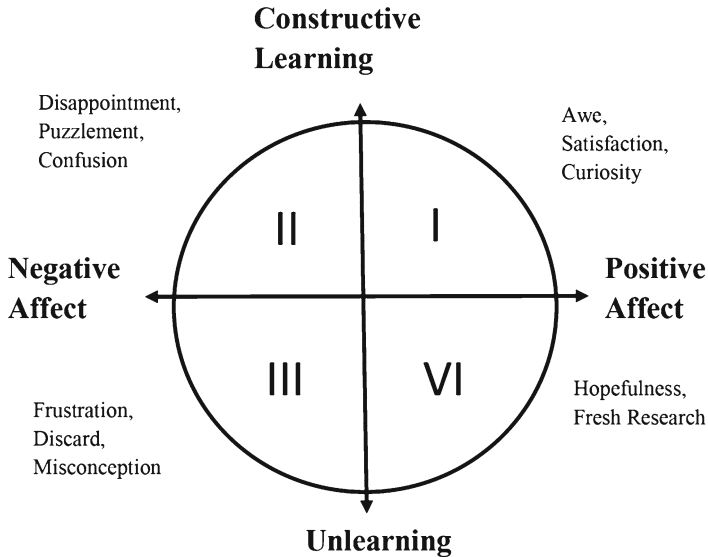 Constructive
Learning
Disappointment,
Puzzlement,
Confusion
Awe,
Satisfaction,
Curiosity
II
I
Negative
Affect
Positive
Affect
III
VI
Frustration,
Discard,
Misconception
Hopefulness,
Fresh Research
Unlearning